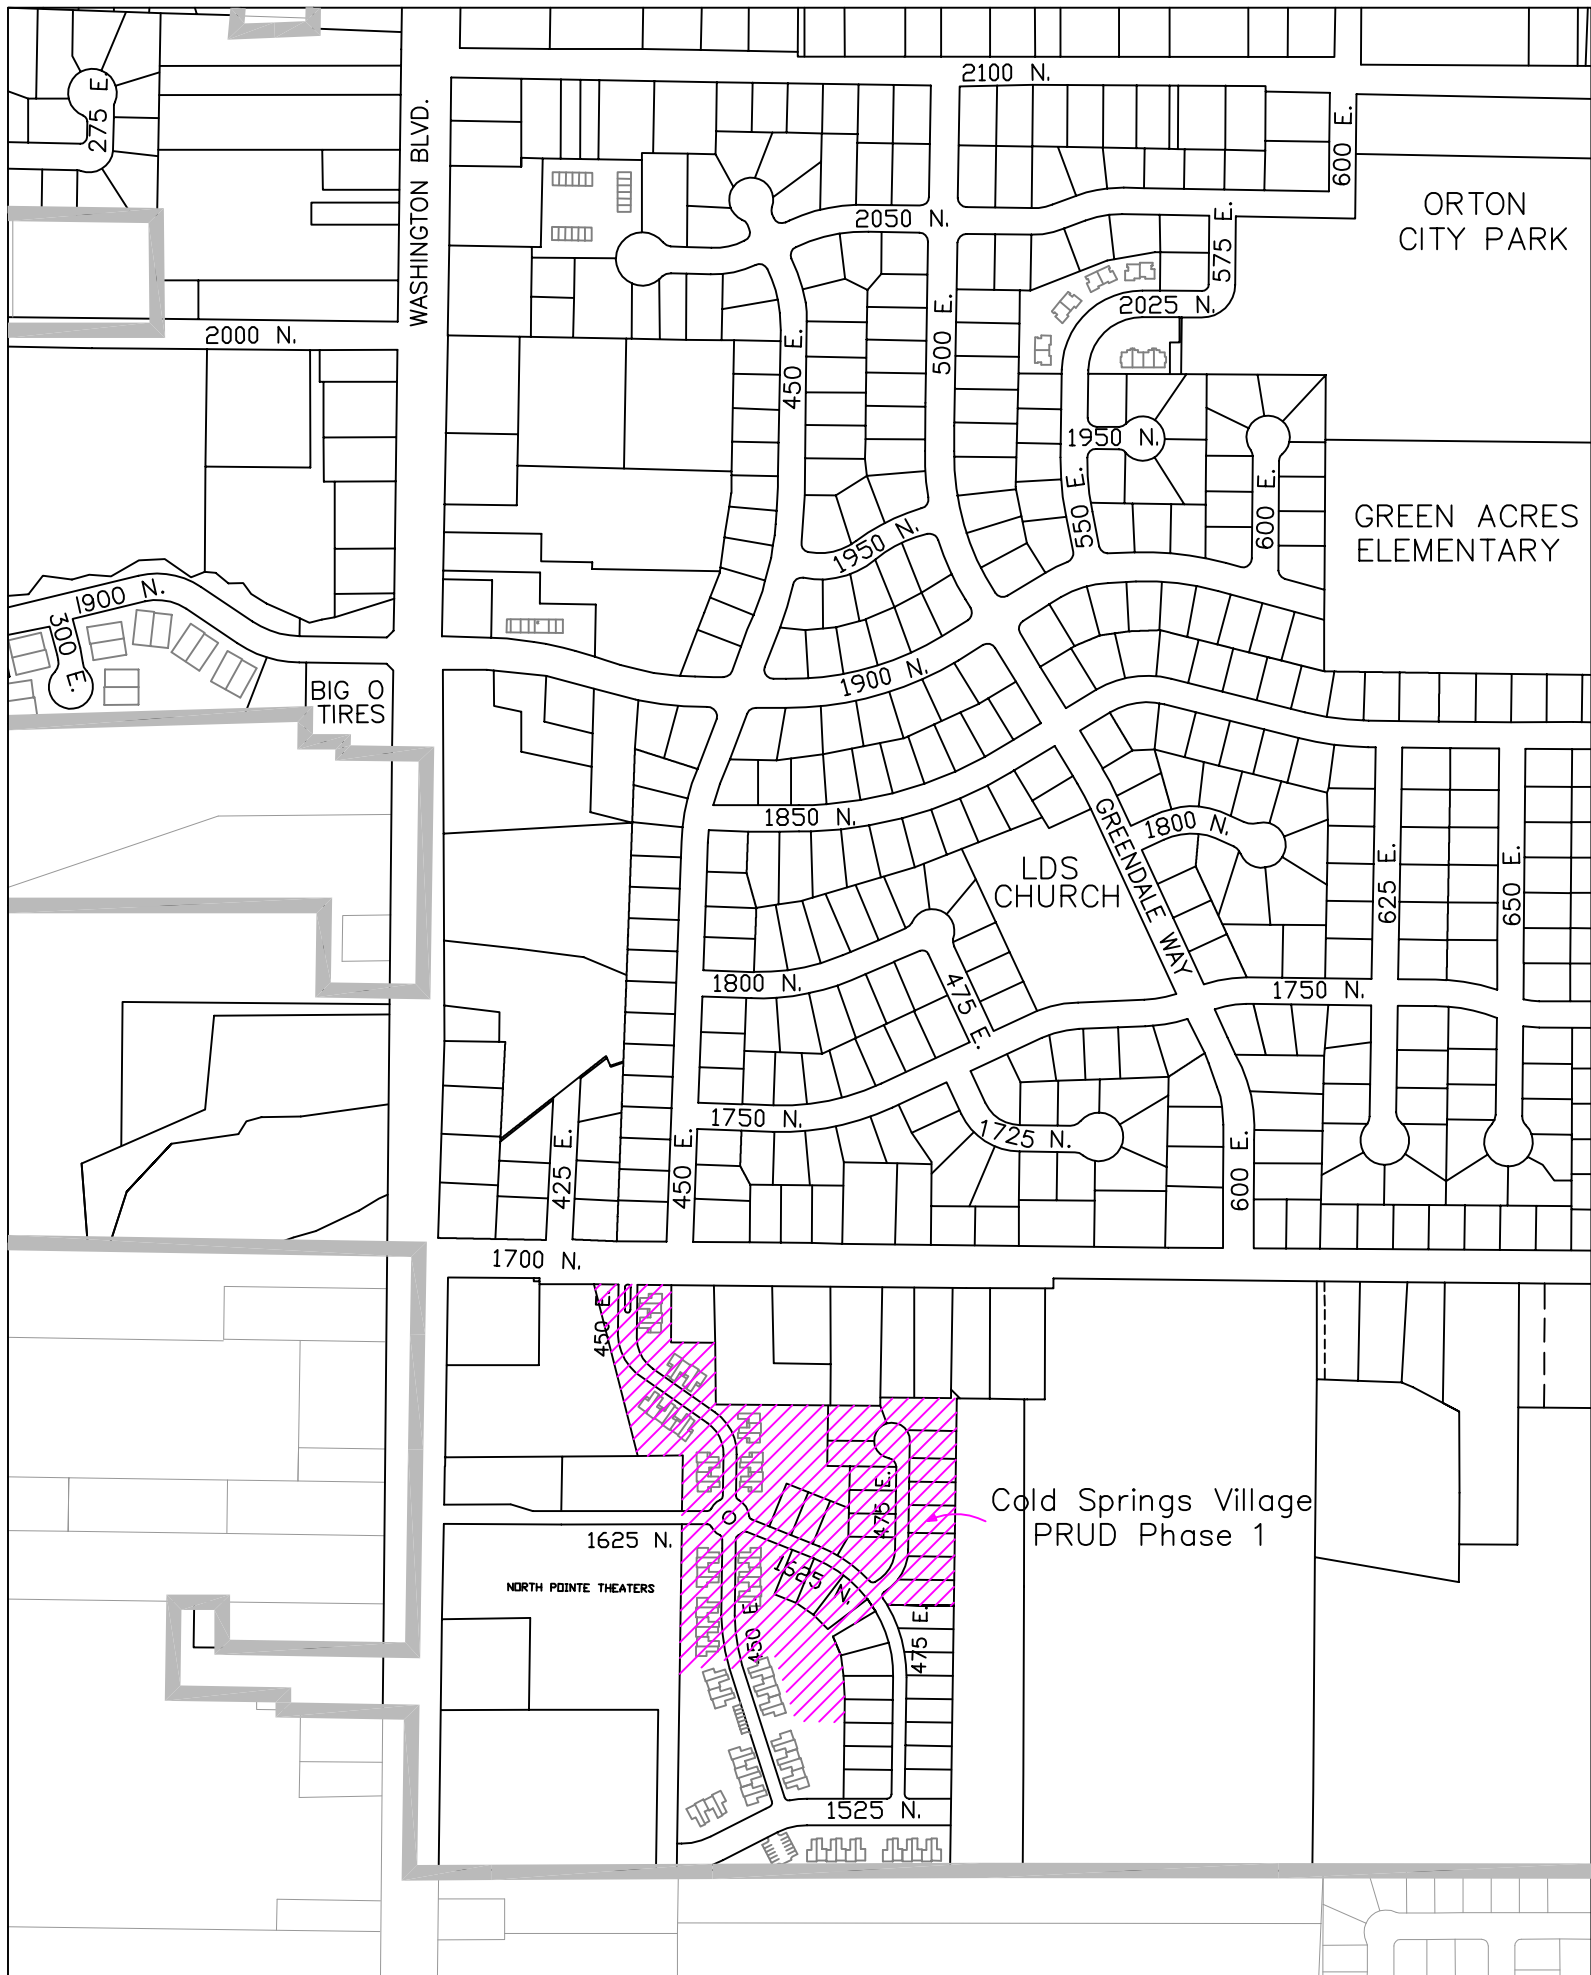 2100 N.
275 E.
WASHINGTON BLVD.
600 E.
ORTON
CITY PARK
2050 N.
575 E.
2025 N.
2000 N.
450 E.
500 E.
1950 N.
550 E.
600 E.
GREEN ACRES
ELEMENTARY
1950 N.
1900 N.
300 E.
1900 N.
BIG O
TIRES
1850 N.
GREENDALE WAY
1800 N.
LDS
CHURCH
625 E.
650 E.
1800 N.
475 E.
1750 N.
1750 N.
1725 N.
425 E.
450 E.
600 E.
1700 N.
450 E.
475 E.
Cold Springs Village
PRUD Phase 1
1625 N.
1625 N.
NORTH POINTE THEATERS
450 E.
475 E.
1525 N.